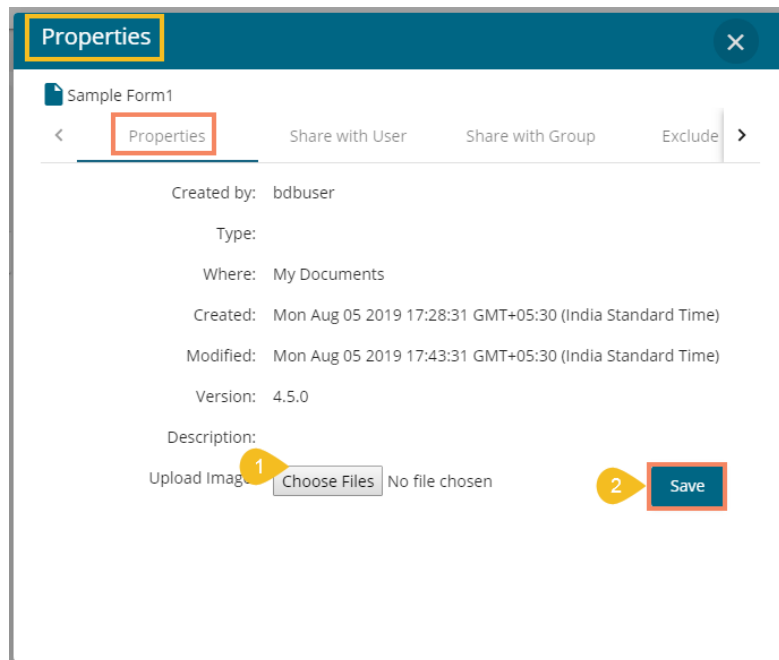 Properties
Sample Form1
Properties Share with User Share with Group Exclude
Created by: bdbuser
Type:
Where: My Documents
Created: Mon Aug 05 2019 17:28:31 GMT+05:30 (India Standard Time)
Modified: Mon Aug 05 2019 17:43:31 GMT+05:30 (India Standard Time)
Version: 4.5.0
Description:
Upload Image 1 Choose Files No file chosen 2 Save